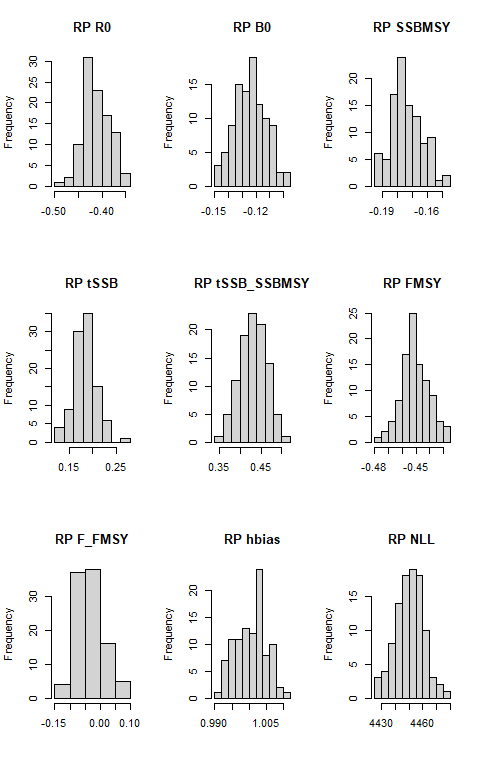 RP R0
RP B0
RP SSBMSY
Frequency
0 5 10 15 20 25 30
-0.50 -0.40
0 5 10 15
-0.15 -0.12
0 5 10 15 20
-0.19 -0.16
RP tSSB
RP tSSB_SSBMSY
RP FMSY
Frequency
0 5 10 20 30
0.15 0.25
0 5 10 15 20
0.35 0.45
0 5 10 15 20 25
-0.48 -0.45
RP F_FMSY
RP hbias
RP NLL
Frequency
0 10 20 30
-0.15 0.00 0.10
Frequency
0 5 10 15 20
0.990 1.005
Frequency
0 5 10 15
4430 4460